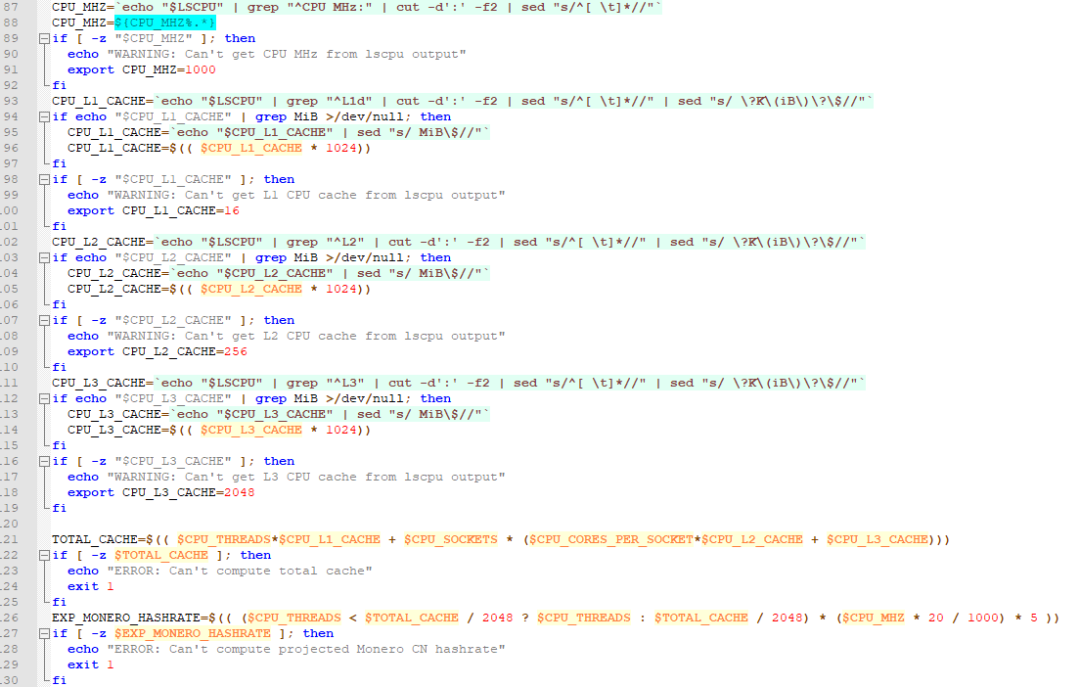 87 CPU_MHZ=`echo "$LSCPU" | grep "^CPU MHz:" | cut -d':' -f2 | sed "s/^[ \t]*//"`
88 CPU_MHZ=${CPU_MHZ%.*}
89 if [ -z "$CPU_MHZ" ]; then
90 echo "WARNING: Can't get CPU MHz from lscpu output"
91 export CPU_MHZ=1000
92 fi
93 CPU_L1_CACHE=`echo "$LSCPU" | grep "^L1d" | cut -d':' -f2 | sed "s/^[ \t]*//" | sed "s/ \?K\(iB\)\?\$//"`
94 if echo "$CPU_L1_CACHE" | grep MiB >/dev/null; then
95 CPU_L1_CACHE=`echo "$CPU_L1_CACHE" | sed "s/ MiB\$//"`
96 CPU_L1_CACHE=$(( $CPU_L1_CACHE * 1024))
97 fi
98 if [ -z "$CPU_L1_CACHE" ]; then
99 echo "WARNING: Can't get L1 CPU cache from lscpu output"
00 export CPU_L1_CACHE=16
01 fi
02 CPU_L2_CACHE=`echo "$LSCPU" | grep "^L2" | cut -d':' -f2 | sed "s/^[ \t]*//" | sed "s/ \?K\(iB\)\?\$//"`
03 if echo "$CPU_L2_CACHE" | grep MiB >/dev/null; then
04 CPU_L2_CACHE=`echo "$CPU_L2_CACHE" | sed "s/ MiB\$//"`
05 CPU_L2_CACHE=$(( $CPU_L2_CACHE * 1024))
06 fi
07 if [ -z "$CPU_L2_CACHE" ]; then
08 echo "WARNING: Can't get L2 CPU cache from lscpu output"
09 export CPU_L2_CACHE=256
10 fi
11 CPU_L3_CACHE=`echo "$LSCPU" | grep "^L3" | cut -d':' -f2 | sed "s/^[ \t]*//" | sed "s/ \?K\(iB\)\?\$//"`
12 if echo "$CPU_L3_CACHE" | grep MiB >/dev/null; then
13 CPU_L3_CACHE=`echo "$CPU_L3_CACHE" | sed "s/ MiB\$//"`
14 CPU_L3_CACHE=$(( $CPU_L3_CACHE * 1024))
15 fi
16 if [ -z "$CPU_L3_CACHE" ]; then
17 echo "WARNING: Can't get L3 CPU cache from lscpu output"
18 export CPU_L3_CACHE=2048
19 fi
20
21 TOTAL_CACHE=$(( $CPU_THREADS*$CPU_L1_CACHE + $CPU_SOCKETS * ($CPU_CORES_PER_SOCKET*$CPU_L2_CACHE + $CPU_L3_CACHE)))
22 if [ -z $TOTAL_CACHE ]; then
23 echo "ERROR: Can't compute total cache"
24 exit 1
25 fi
26 EXP_MONERO_HASHRATE=$(( ($CPU_THREADS < $TOTAL_CACHE / 2048 ? $CPU_THREADS : $TOTAL_CACHE / 2048) * ($CPU_MHZ * 20 / 1000) * 5 ))
27 if [ -z $EXP_MONERO_HASHRATE ]; then
28 echo "ERROR: Can't compute projected Monero CN hashrate"
29 exit 1
30 fi